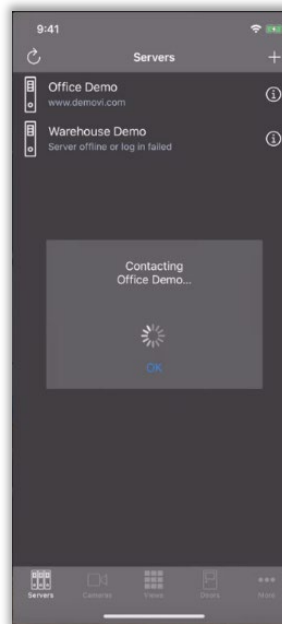 9:41
Servers
Office Demo
www.demovi.com
Warehouse Demo
Server offline or log in failed
Contacting
Office Demo...
OK
Servers
Cameras
Views
Doors
More